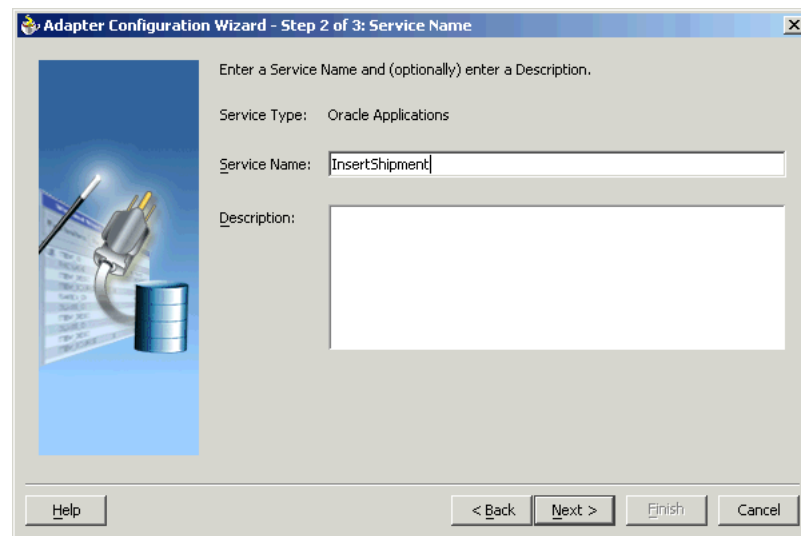 Adapter Configuration Wizard - Step 2 of 3: Service Name
Enter a Service Name and (optionally) enter a Description.
Service Type: Oracle Applications
Service Name: InsertShipment
Description:
Help < Back Next > Finish Cancel